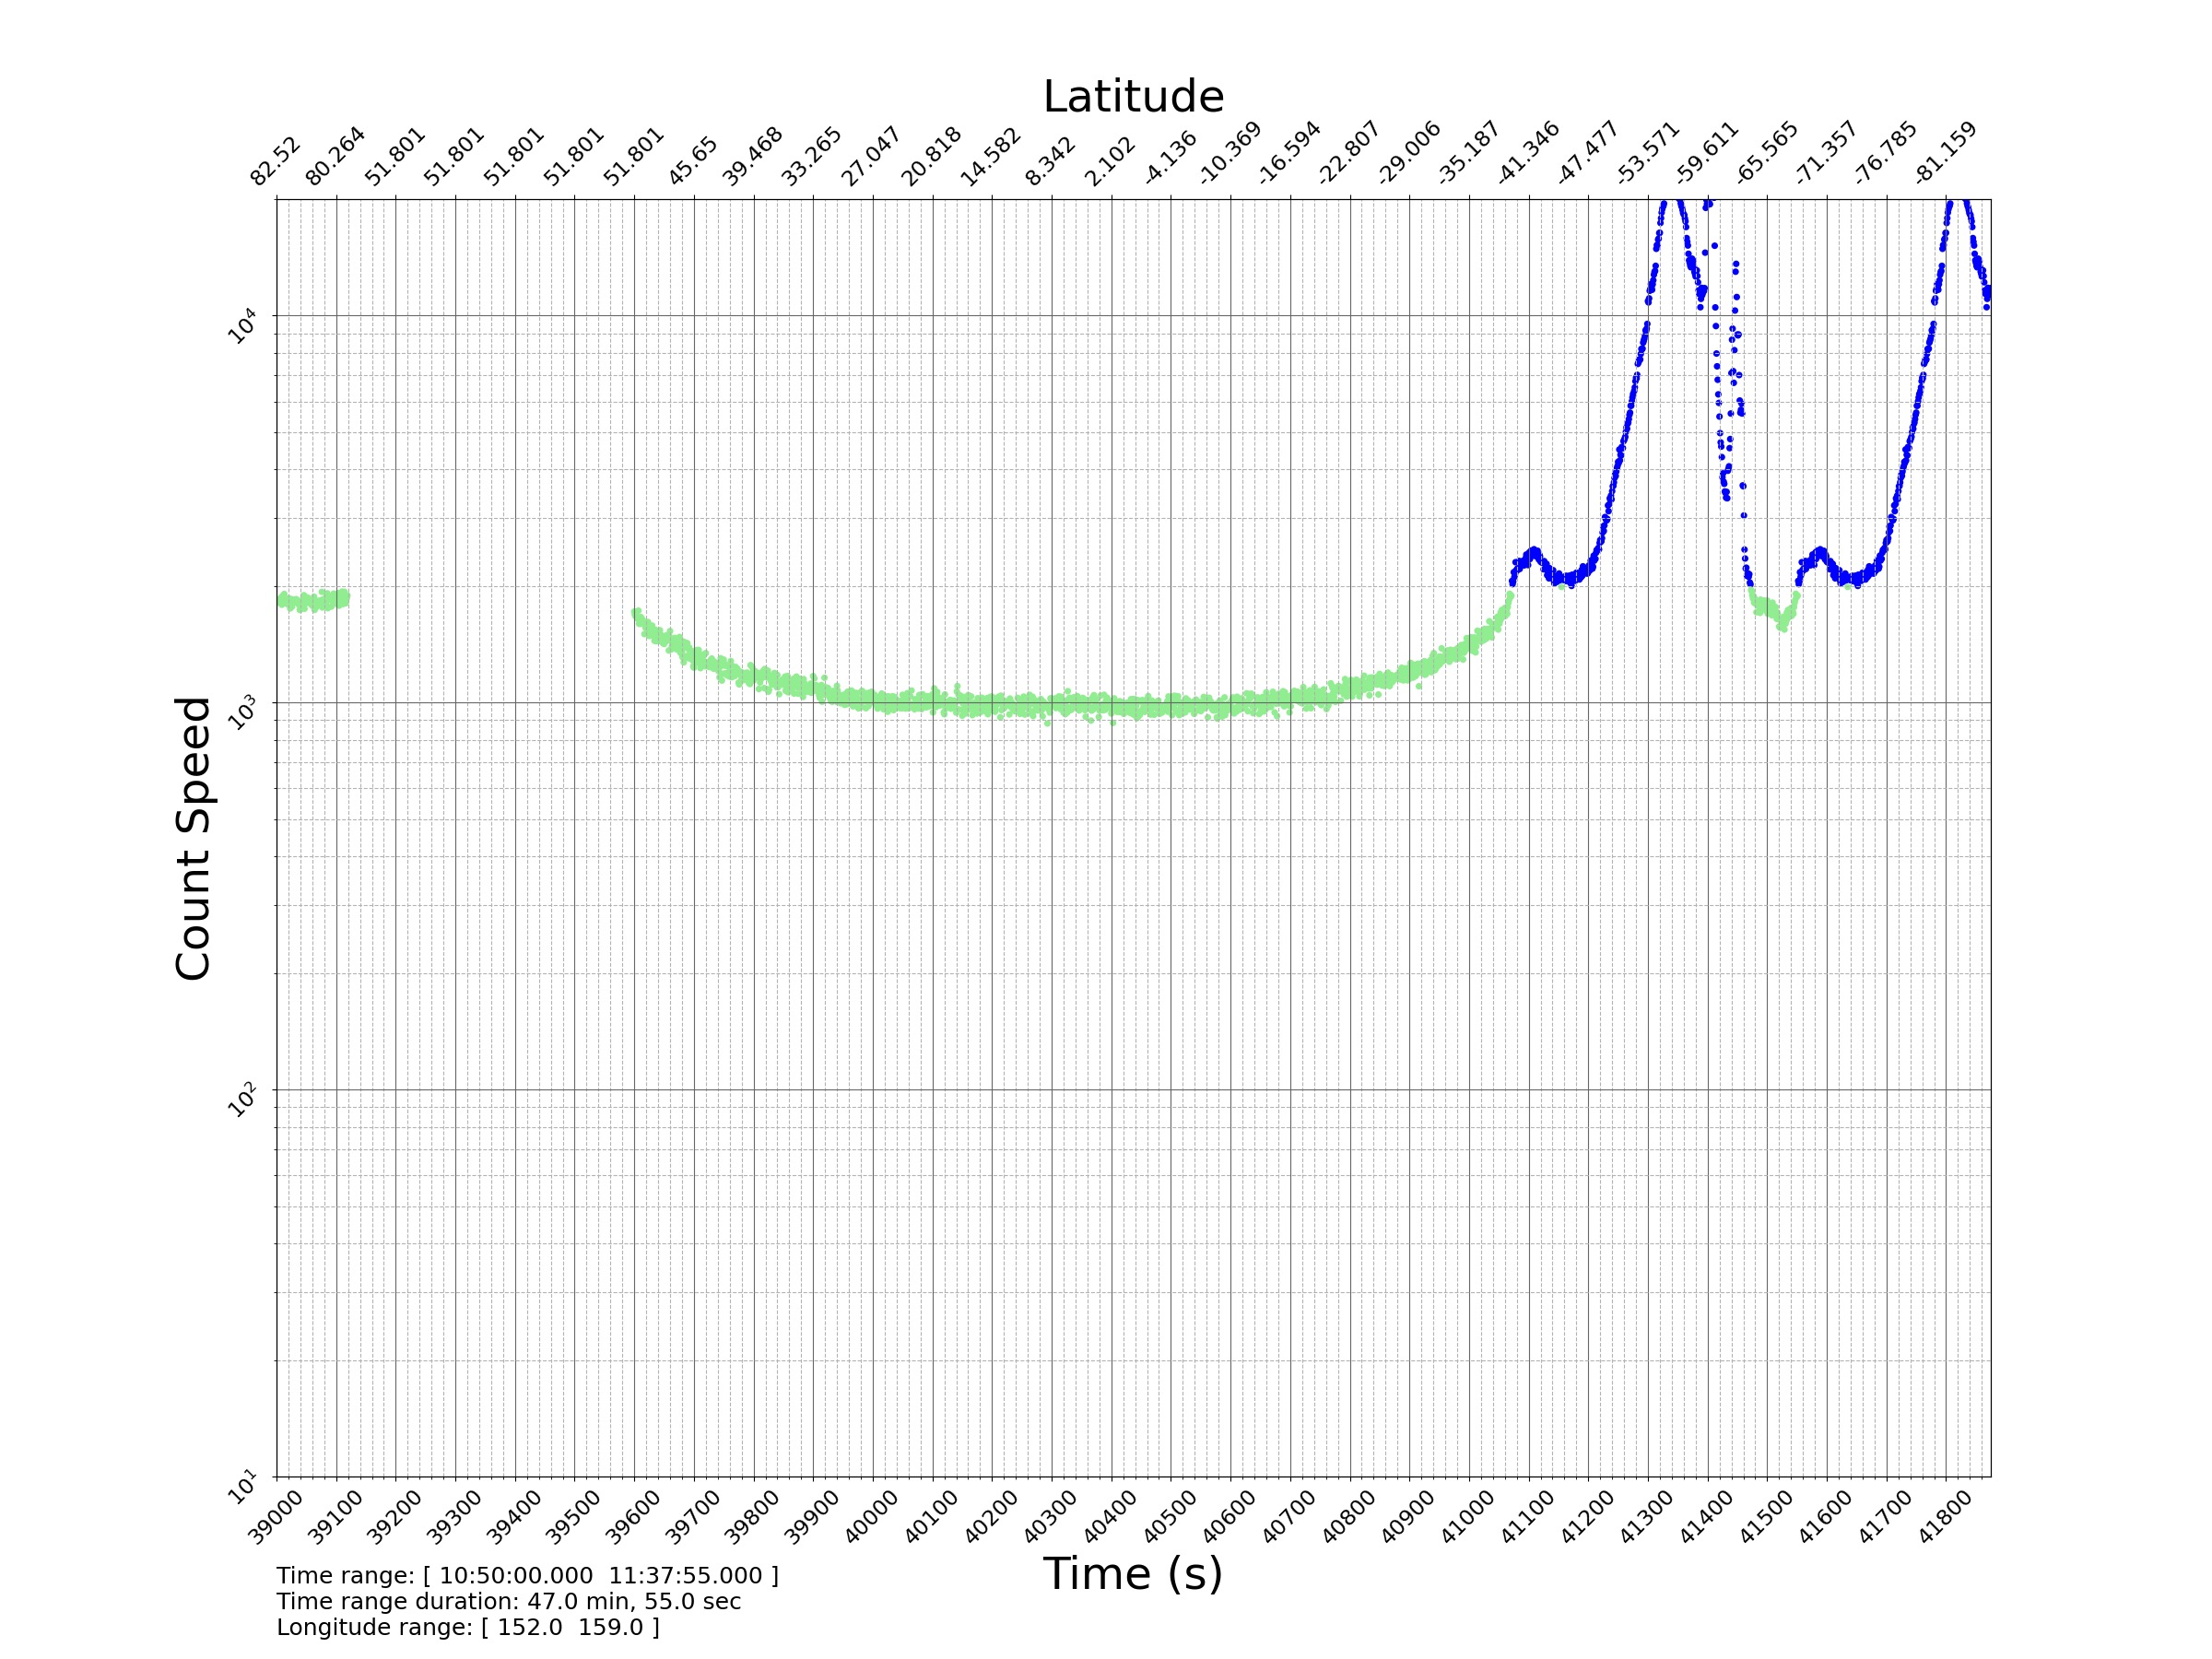 Latitude
82.52 80.264 51.801 51.801 51.801 51.801 51.801 45.65 39.468 33.265 27.047 20.818 14.582 8.342 2.102 -4.136 -10.369 -16.594 -22.807 -29.006 -35.187 -41.346 -47.477 -53.571 -59.611 -65.565 -71.357 -76.785 -81.159
10⁴
10³
10²
10¹
Count Speed
39000 39100 39200 39300 39400 39500 39600 39700 39800 39900 40000 40100 40200 40300 40400 40500 40600 40700 40800 40900 41000 41100 41200 41300 41400 41500 41600 41700 41800
Time (s)
Time range: [ 10:50:00.000 11:37:55.000 ]
Time range duration: 47.0 min, 55.0 sec
Longitude range: [ 152.0 159.0 ]